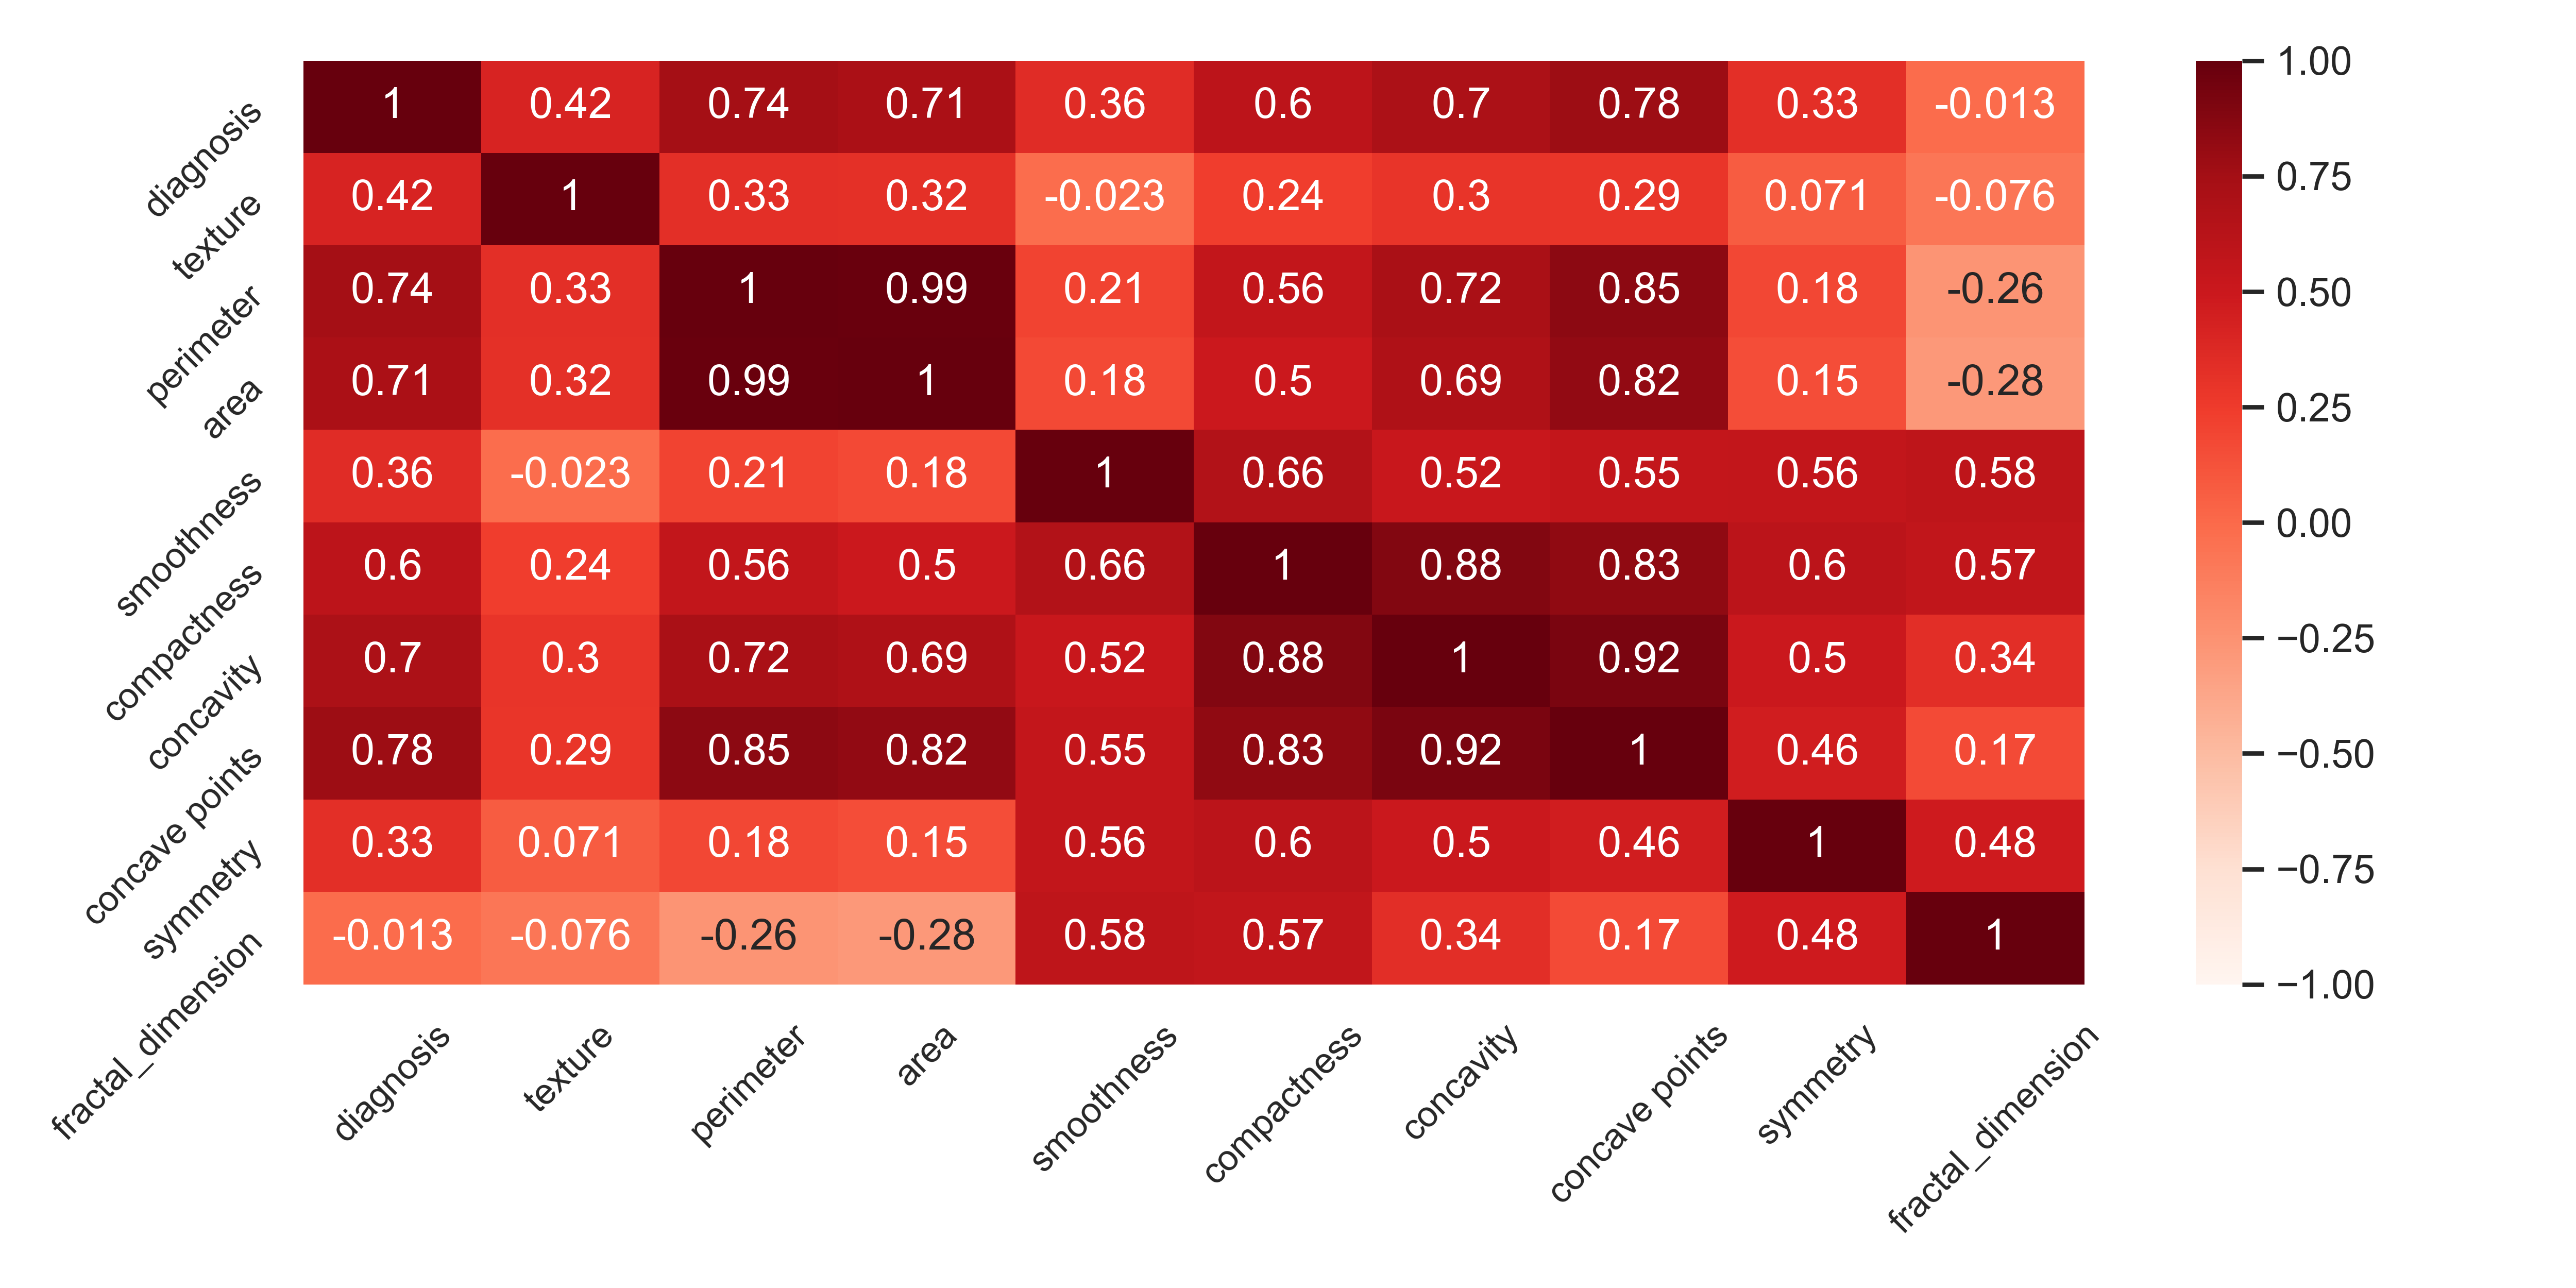 diagnosis 1 0.42 0.74 0.71 0.36 0.6 0.7 0.78 0.33 -0.013
texture 0.42 1 0.33 0.32 -0.023 0.24 0.3 0.29 0.071 -0.076
perimeter 0.74 0.33 1 0.99 0.21 0.56 0.72 0.85 0.18 -0.26
area 0.71 0.32 0.99 1 0.18 0.5 0.69 0.82 0.15 -0.28
smoothness 0.36 -0.023 0.21 0.18 1 0.66 0.52 0.55 0.56 0.58
compactness 0.6 0.24 0.56 0.5 0.66 1 0.88 0.83 0.6 0.57
concavity 0.7 0.3 0.72 0.69 0.52 0.88 1 0.92 0.5 0.34
concave points 0.78 0.29 0.85 0.82 0.55 0.83 0.92 1 0.46 0.17
symmetry 0.33 0.071 0.18 0.15 0.56 0.6 0.5 0.46 1 0.48
fractal_dimension -0.013 -0.076 -0.26 -0.28 0.58 0.57 0.34 0.17 0.48 1
diagnosis texture perimeter area smoothness compactness concavity concave points symmetry fractal_dimension
1.00
0.75
0.50
0.25
0.00
−0.25
−0.50
−0.75
−1.00